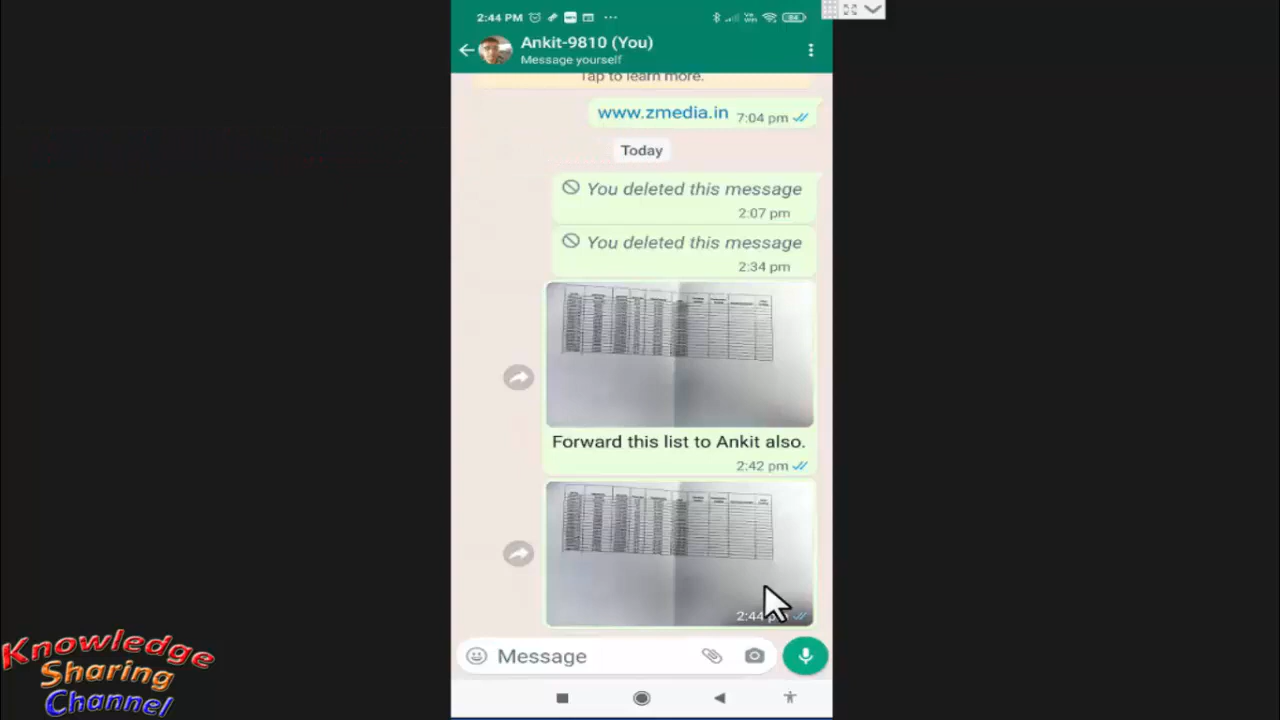 2:44 PM
Ankit-9810 (You)
Message yourself
Tap to learn more.
www.zmedia.in 7:04 pm
Today
You deleted this message
2:07 pm
You deleted this message
2:34 pm
Forward this list to Ankit also.
2:42 pm
2:44
Message
Knowledge
Sharing
Channel